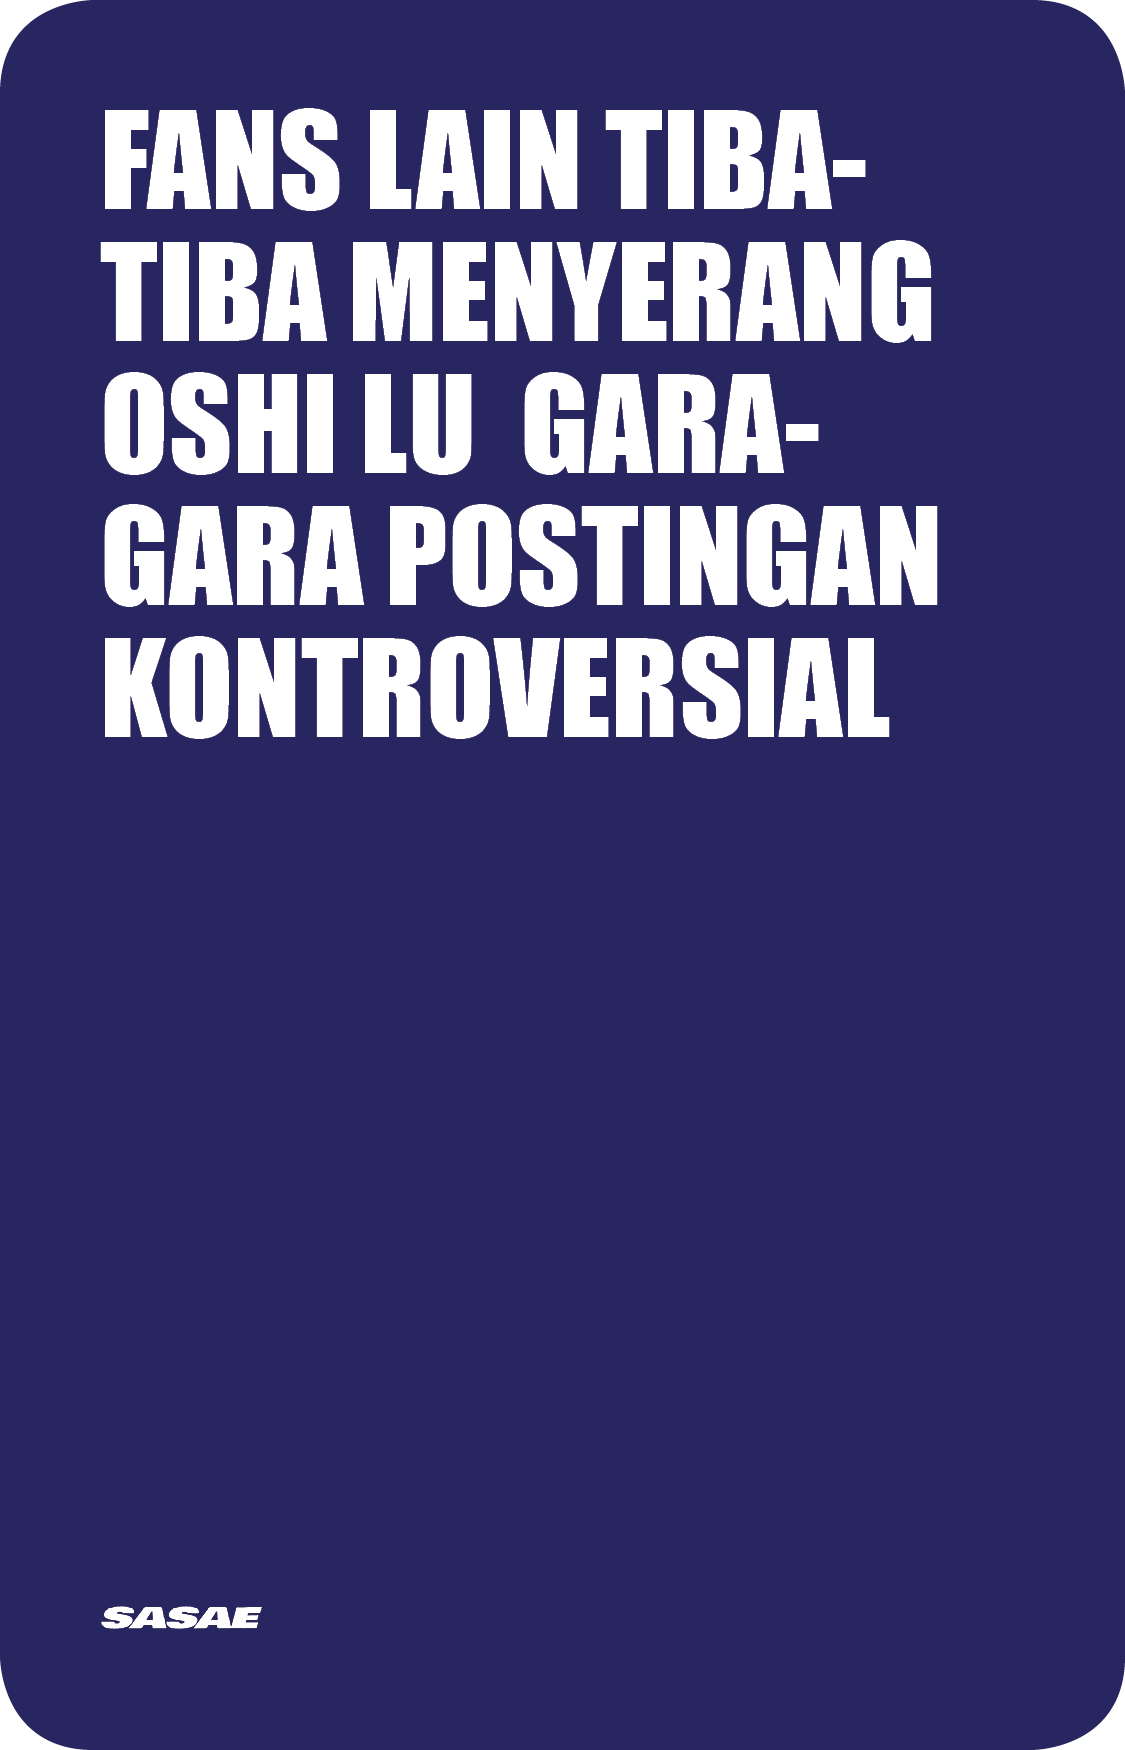 FANS LAIN TIBA-
TIBA MENYERANG
OSHI LU  GARA-
GARA POSTINGAN
KONTROVERSIAL
SASAE